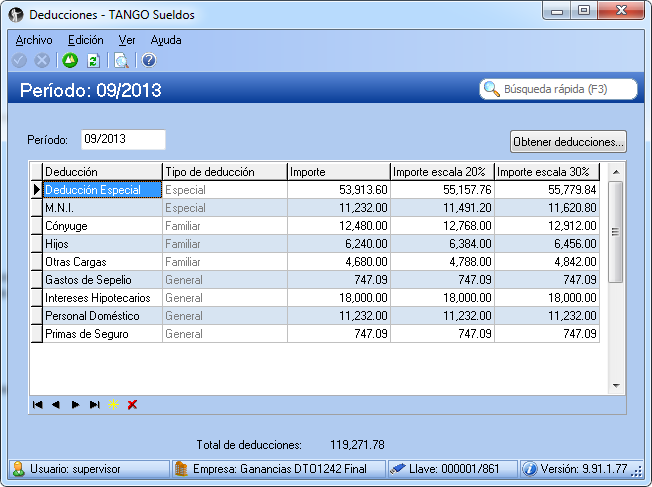 Deducciones - TANGO Sueldos
Archivo Edición Ver Ayuda
Período: 09/2013
Búsqueda rápida (F3)
Período: 09/2013
Obtener deducciones...
Deducción Tipo de deducción Importe Importe escala 20% Importe escala 30%
Deducción Especial Especial 53,913.60 55,157.76 55,779.84
M.N.I. Especial 11,232.00 11,491.20 11,620.80
Cónyuge Familiar 12,480.00 12,768.00 12,912.00
Hijos Familiar 6,240.00 6,384.00 6,456.00
Otras Cargas Familiar 4,680.00 4,788.00 4,842.00
Gastos de Sepelio General 747.09 747.09 747.09
Intereses Hipotecarios General 18,000.00 18,000.00 18,000.00
Personal Doméstico General 11,232.00 11,232.00 11,232.00
Primas de Seguro General 747.09 747.09 747.09
Total de deducciones: 119,271.78
Usuario: supervisor Empresa: Ganancias DTO1242 Final Llave: 000001/861 Versión: 9.91.1.77